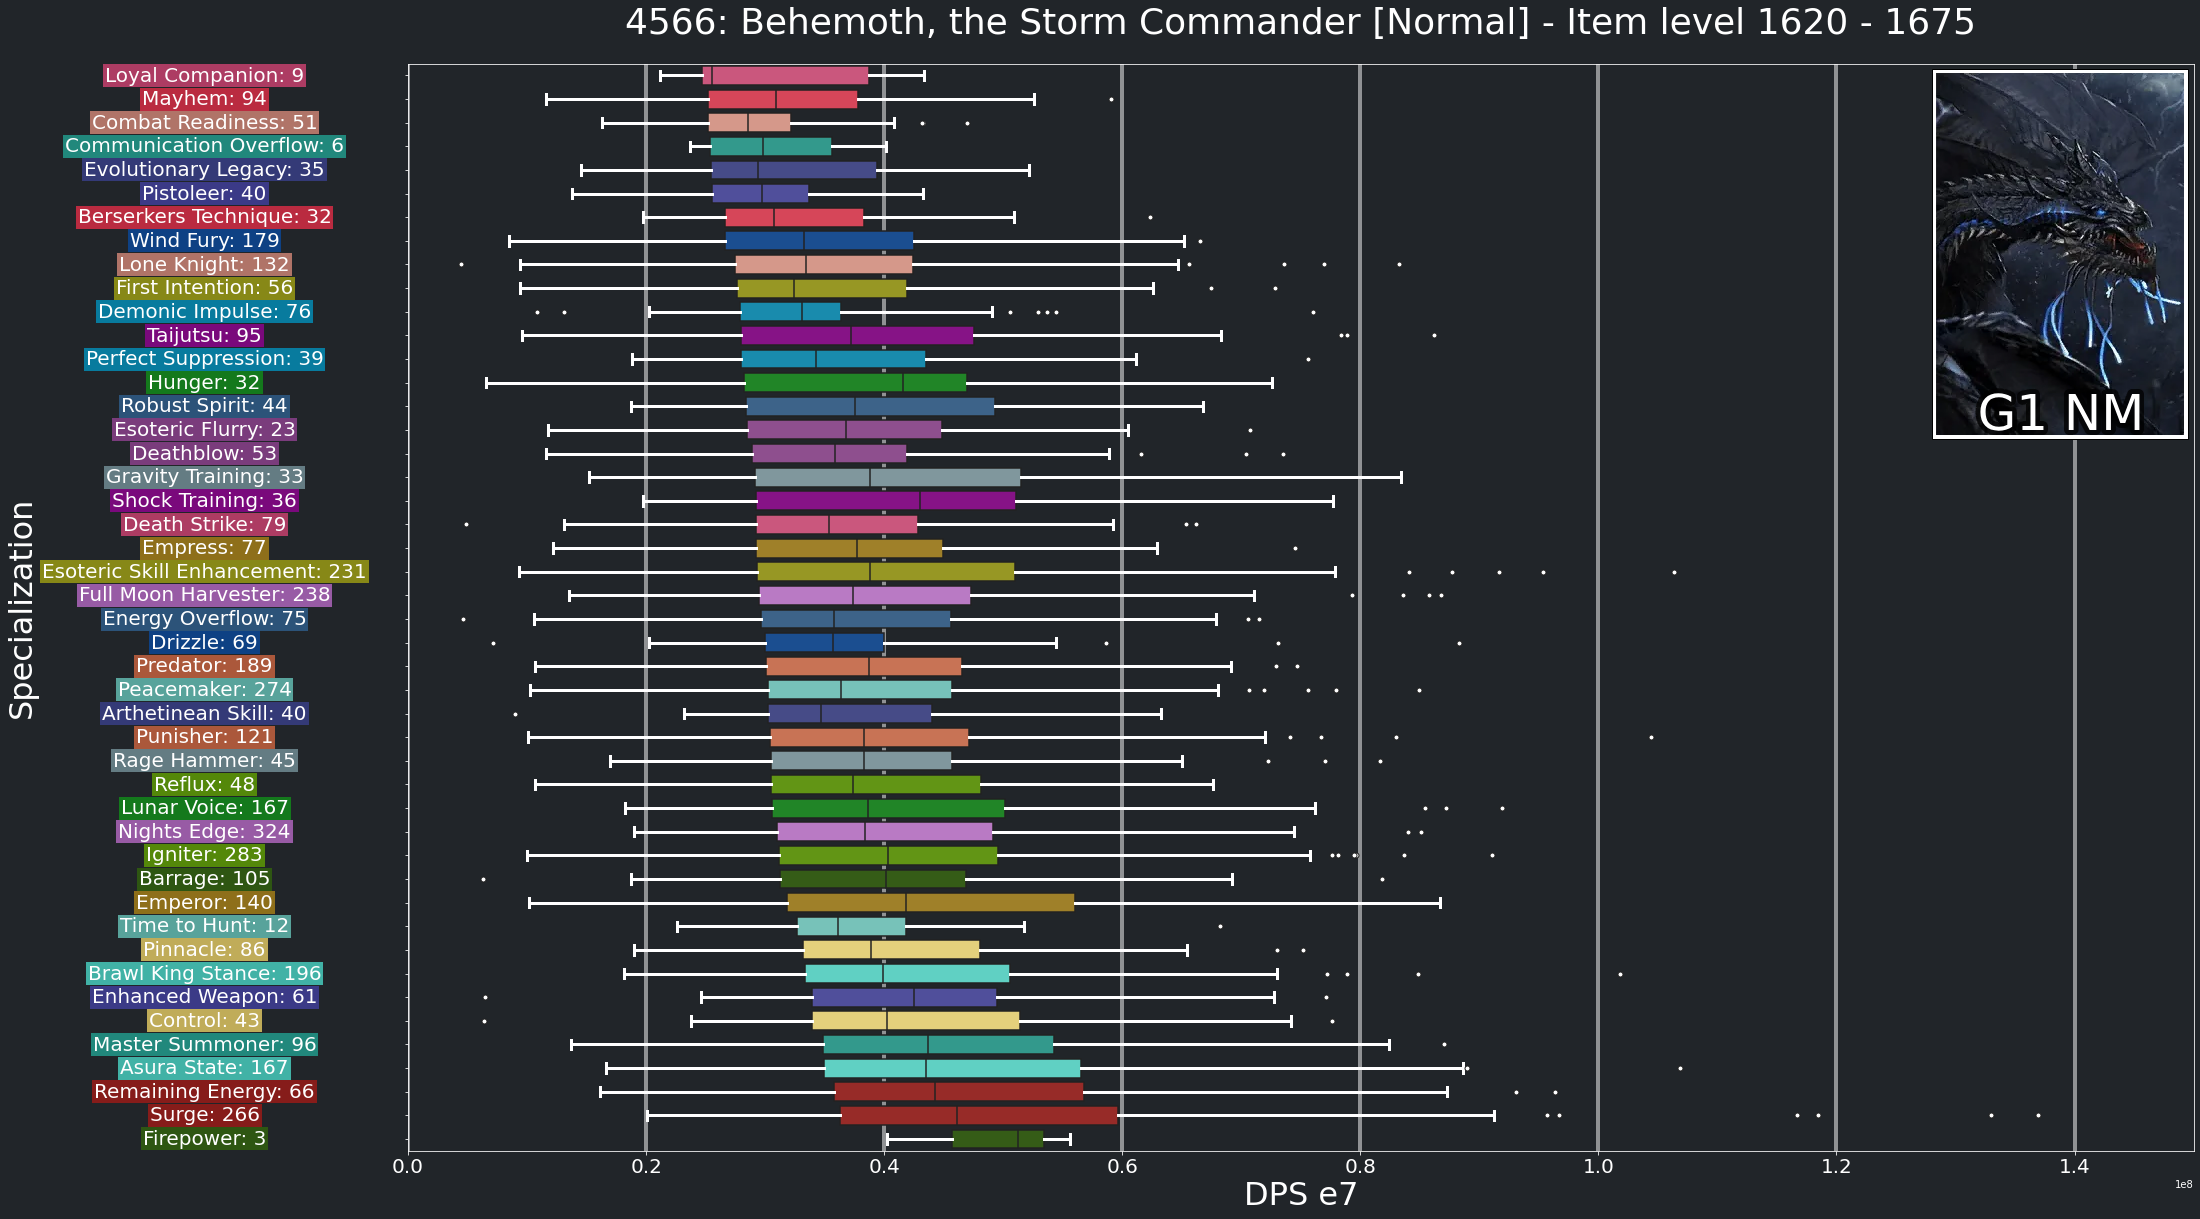 4566: Behemoth, the Storm Commander [Normal] - Item level 1620 - 1675
Loyal Companion: 9
Mayhem: 94
Combat Readiness: 51
Communication Overflow: 6
Evolutionary Legacy: 35
Pistoleer: 40
Berserkers Technique: 32
Wind Fury: 179
Lone Knight: 132
First Intention: 56
Demonic Impulse: 76
Taijutsu: 95
Perfect Suppression: 39
Hunger: 32
Robust Spirit: 44
Esoteric Flurry: 23
Deathblow: 53
Gravity Training: 33
Shock Training: 36
Death Strike: 79
Empress: 77
Esoteric Skill Enhancement: 231
Full Moon Harvester: 238
Energy Overflow: 75
Drizzle: 69
Predator: 189
Peacemaker: 274
Arthetinean Skill: 40
Punisher: 121
Rage Hammer: 45
Reflux: 48
Lunar Voice: 167
Nights Edge: 324
Igniter: 283
Barrage: 105
Emperor: 140
Time to Hunt: 12
Pinnacle: 86
Brawl King Stance: 196
Enhanced Weapon: 61
Control: 43
Master Summoner: 96
Asura State: 167
Remaining Energy: 66
Surge: 266
Firepower: 3
Specialization
G1 NM
0.0 0.2 0.4 0.6 0.8 1.0 1.2 1.4
1e8
DPS e7